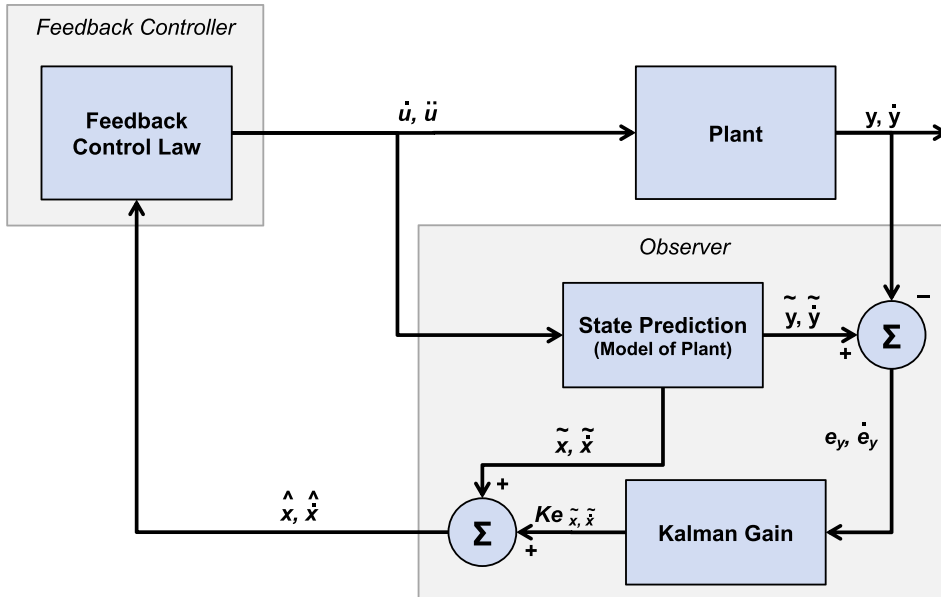 Feedback Controller
Feedback
Control Law
u̇, ü
Plant
y, ẏ
Observer
−
State Prediction
(Model of Plant)
ỹ, ẏ̃
+
Σ
e_y, ė_y
x̃, ẋ̃
+
x̂, ẋ̂
Σ
Ke x̃, ẋ̃
+
Kalman Gain